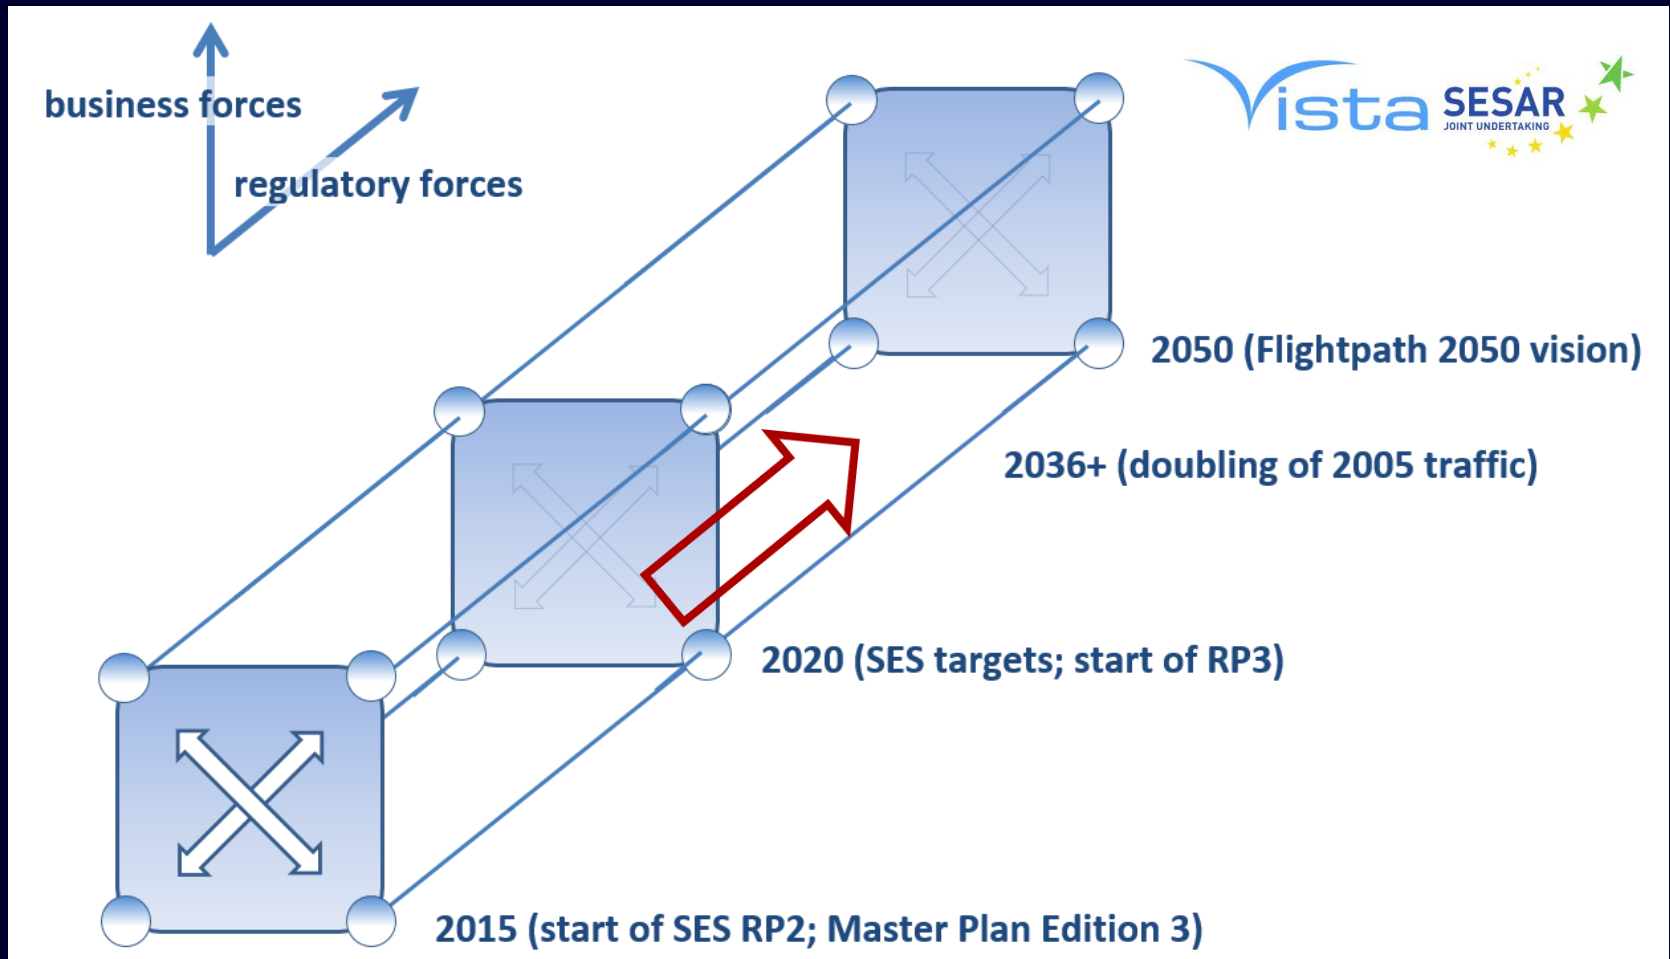 business forces
regulatory forces
Vista
SESAR
JOINT UNDERTAKING
2050 (Flightpath 2050 vision)
2036+ (doubling of 2005 traffic)
2020 (SES targets; start of RP3)
2015 (start of SES RP2; Master Plan Edition 3)